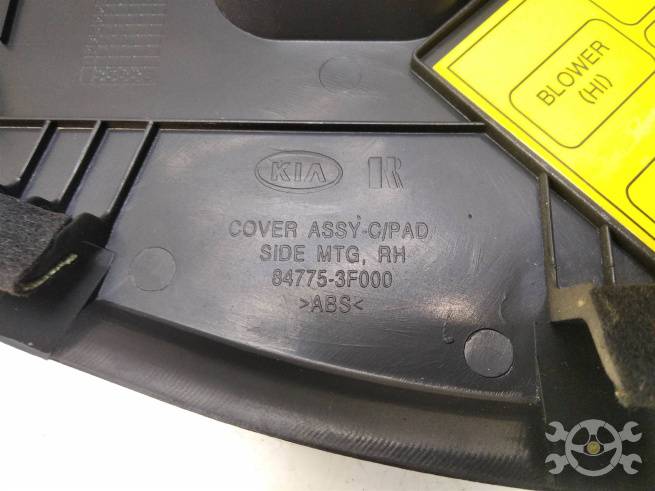 BLOWER
(HI)
KIA R
COVER ASSY-C/PAD
SIDE MTG, RH
84775-3F000
>ABS<